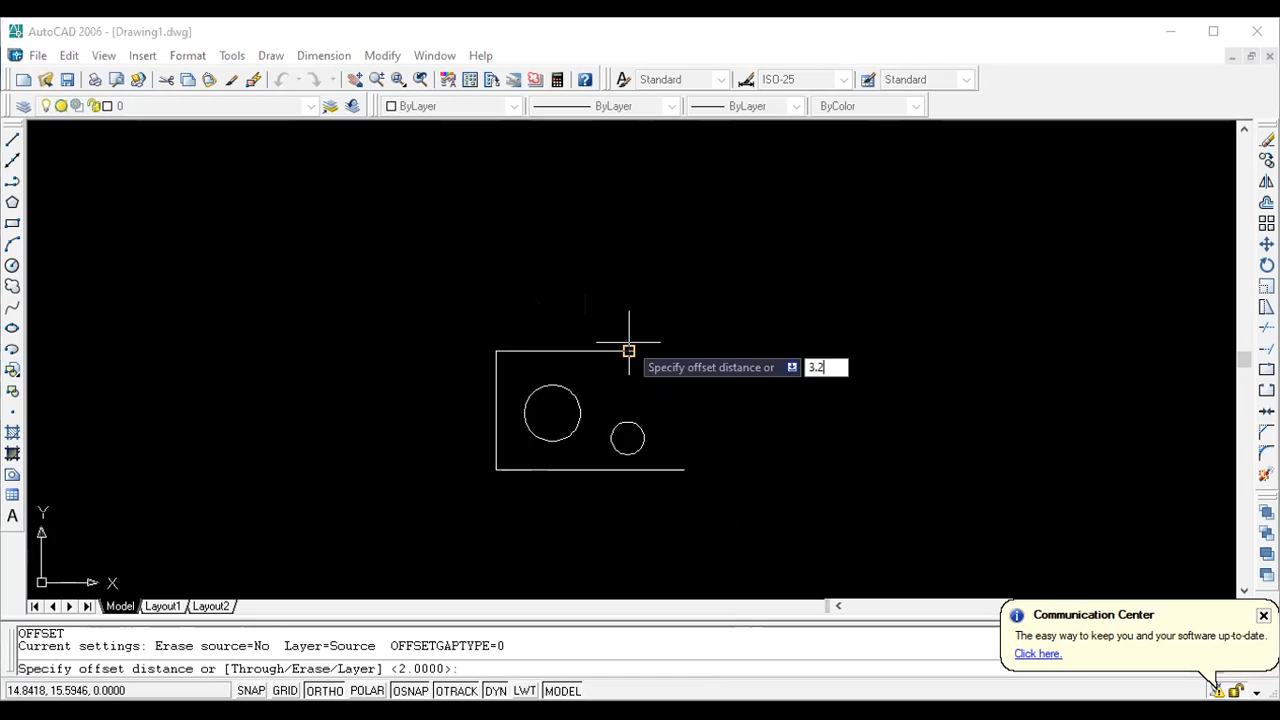 AutoCAD 2006 - [Drawing1.dwg]
File Edit View Insert Format Tools Draw Dimension Modify Window Help
Standard ISO-25 Standard
0 ByLayer ByLayer ByLayer ByColor
Specify offset distance or 3.2
Y
X
Model Layout1 Layout2
Communication Center
The easy way to keep you and your software up-to-date.
Click here.
OFFSET
Current settings: Erase source=No Layer=Source OFFSETGAPTYPE=0
Specify offset distance or [Through/Erase/Layer] <2.0000>:
14.8418, 15.5946, 0.0000 SNAP GRID ORTHO POLAR OSNAP OTRACK DYN LWT MODEL
A